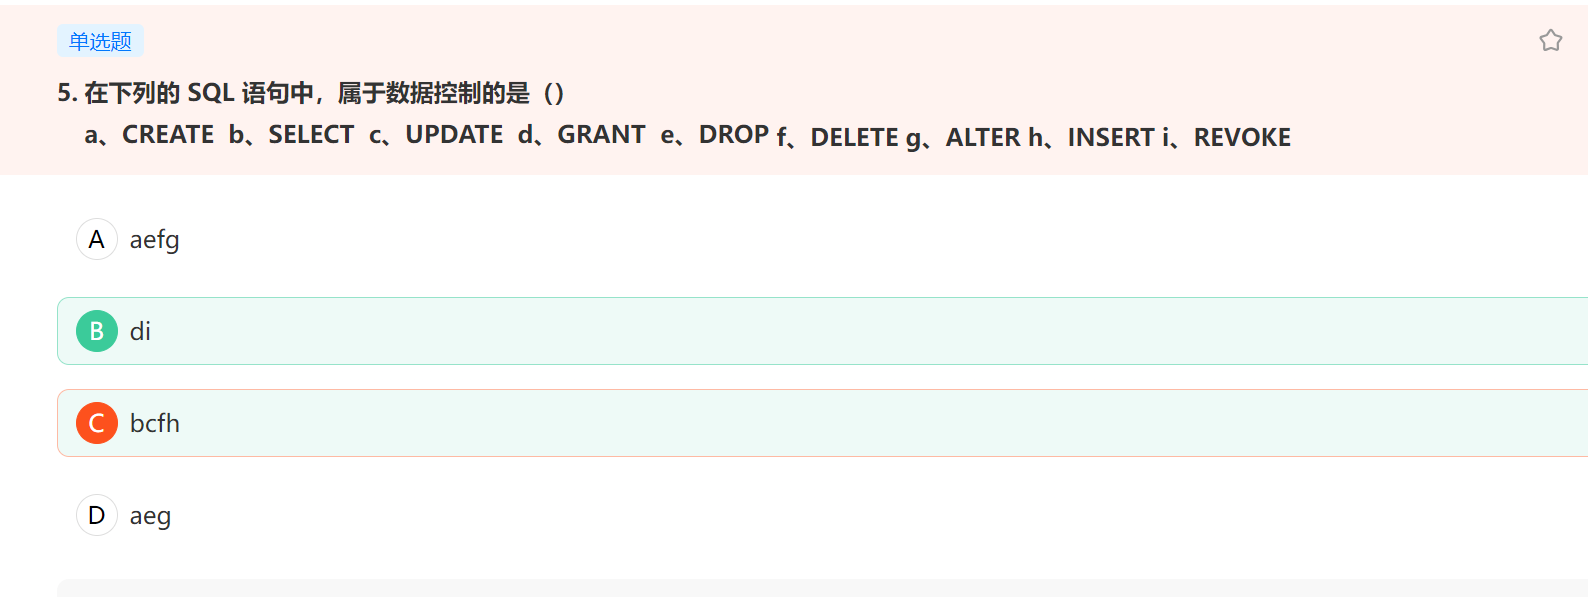 单选题
5. 在下列的 SQL 语句中，属于数据控制的是（）
a、CREATE b、SELECT c、UPDATE d、GRANT e、DROP f、DELETE g、ALTER h、INSERT i、REVOKE
A aefg
B di
C bcfh
D aeg